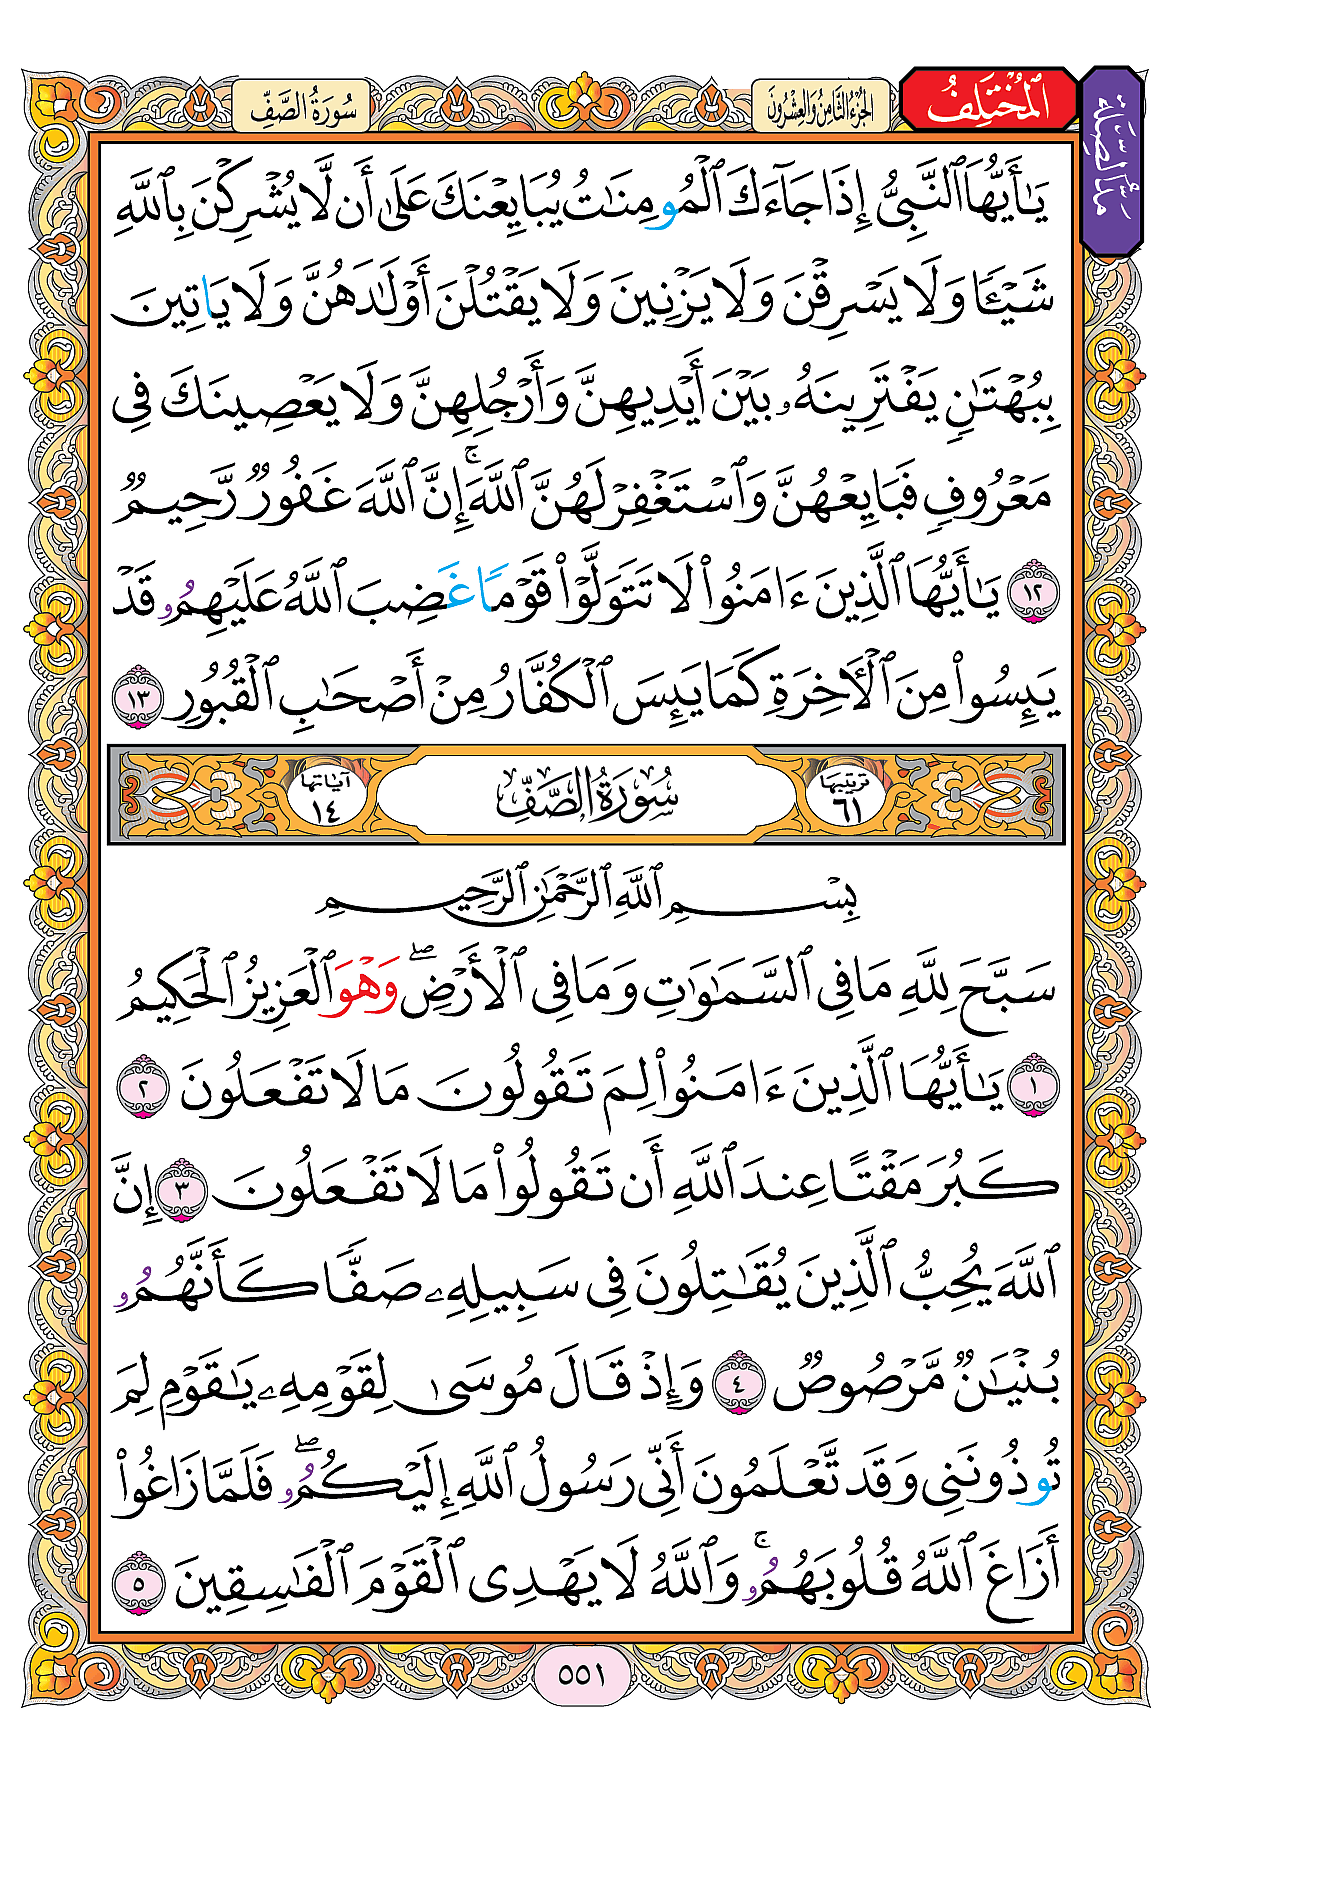 سُورَةُ الصَّفِّ
الجُزْءُ الثَّامِنُ وَالعِشْرُونَ
المُخْتَلِفُ
مَدُّ الصِّلَة
يَٰٓأَيُّهَا ٱلنَّبِىُّ إِذَا جَآءَكَ ٱلْمُومِنَٰتُ يُبَايِعْنَكَ عَلَىٰٓ أَن لَّا يُشْرِكْنَ بِٱللَّهِ
شَيْـًٔا وَلَا يَسْرِقْنَ وَلَا يَزْنِينَ وَلَا يَقْتُلْنَ أَوْلَٰدَهُنَّ وَلَا يَاتِينَ
بِبُهْتَٰنٍ يَفْتَرِينَهُۥ بَيْنَ أَيْدِيهِنَّ وَأَرْجُلِهِنَّ وَلَا يَعْصِينَكَ فِى
مَعْرُوفٍ فَبَايِعْهُنَّ وَٱسْتَغْفِرْ لَهُنَّ ٱللَّهَ ۚ إِنَّ ٱللَّهَ غَفُورٌ رَّحِيمٌ
١٢ يَٰٓأَيُّهَا ٱلَّذِينَ ءَامَنُوا۟ لَا تَتَوَلَّوْا۟ قَوْمًا غَضِبَ ٱللَّهُ عَلَيْهِمُۥ قَدْ
يَئِسُوا۟ مِنَ ٱلْأَخِرَةِ كَمَا يَئِسَ ٱلْكُفَّارُ مِنْ أَصْحَٰبِ ٱلْقُبُورِ ١٣
ترتيبها ٦١ سُورَةُ الصَّفِّ آياتها ١٤
بِسْمِ ٱللَّهِ ٱلرَّحْمَٰنِ ٱلرَّحِيمِ
سَبَّحَ لِلَّهِ مَا فِى ٱلسَّمَٰوَٰتِ وَمَا فِى ٱلْأَرْضِ ۖ وَهْوَ ٱلْعَزِيزُ ٱلْحَكِيمُ
١ يَٰٓأَيُّهَا ٱلَّذِينَ ءَامَنُوا۟ لِمَ تَقُولُونَ مَا لَا تَفْعَلُونَ ٢
كَبُرَ مَقْتًا عِندَ ٱللَّهِ أَن تَقُولُوا۟ مَا لَا تَفْعَلُونَ ٣ إِنَّ
ٱللَّهَ يُحِبُّ ٱلَّذِينَ يُقَٰتِلُونَ فِى سَبِيلِهِۦ صَفًّا كَأَنَّهُمُۥ
بُنْيَٰنٌ مَّرْصُوصٌ ٤ وَإِذْ قَالَ مُوسَىٰ لِقَوْمِهِۦ يَٰقَوْمِ لِمَ
تُوذُونَنِى وَقَد تَّعْلَمُونَ أَنِّى رَسُولُ ٱللَّهِ إِلَيْكُمُۥ ۖ فَلَمَّا زَاغُوٓا۟
أَزَاغَ ٱللَّهُ قُلُوبَهُمُۥ ۚ وَٱللَّهُ لَا يَهْدِى ٱلْقَوْمَ ٱلْفَٰسِقِينَ ٥
٥٥١